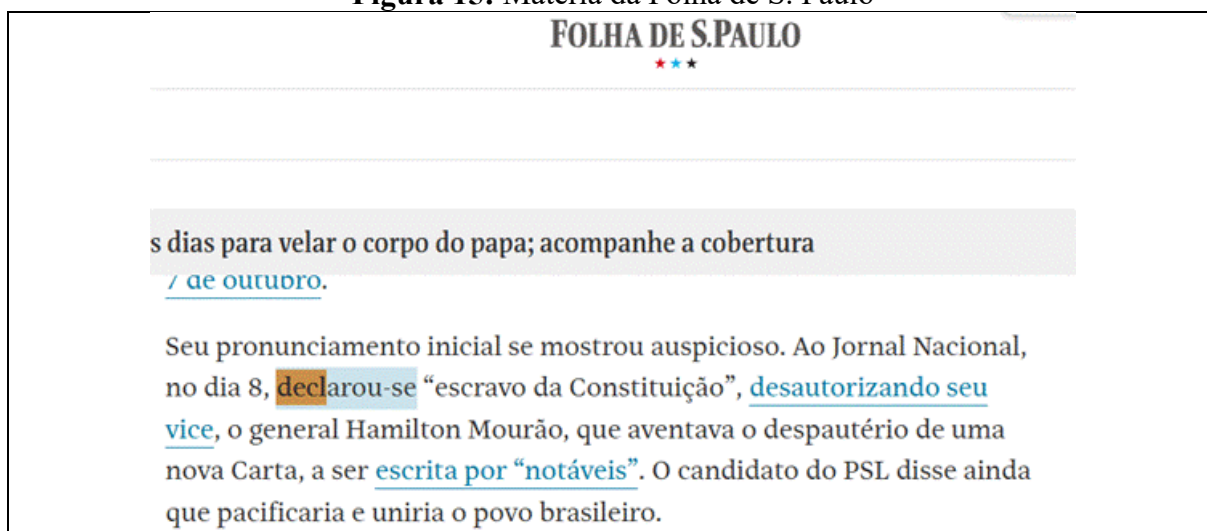 Figura 15: Matéria da Folha de S. Paulo
FOLHA DE S.PAULO
s dias para velar o corpo do papa; acompanhe a cobertura
7 de outubro.
Seu pronunciamento inicial se mostrou auspicioso. Ao Jornal Nacional,
no dia 8, declarou-se “escravo da Constituição”, desautorizando seu
vice, o general Hamilton Mourão, que aventava o despautério de uma
nova Carta, a ser escrita por “notáveis”. O candidato do PSL disse ainda
que pacificaria e uniria o povo brasileiro.